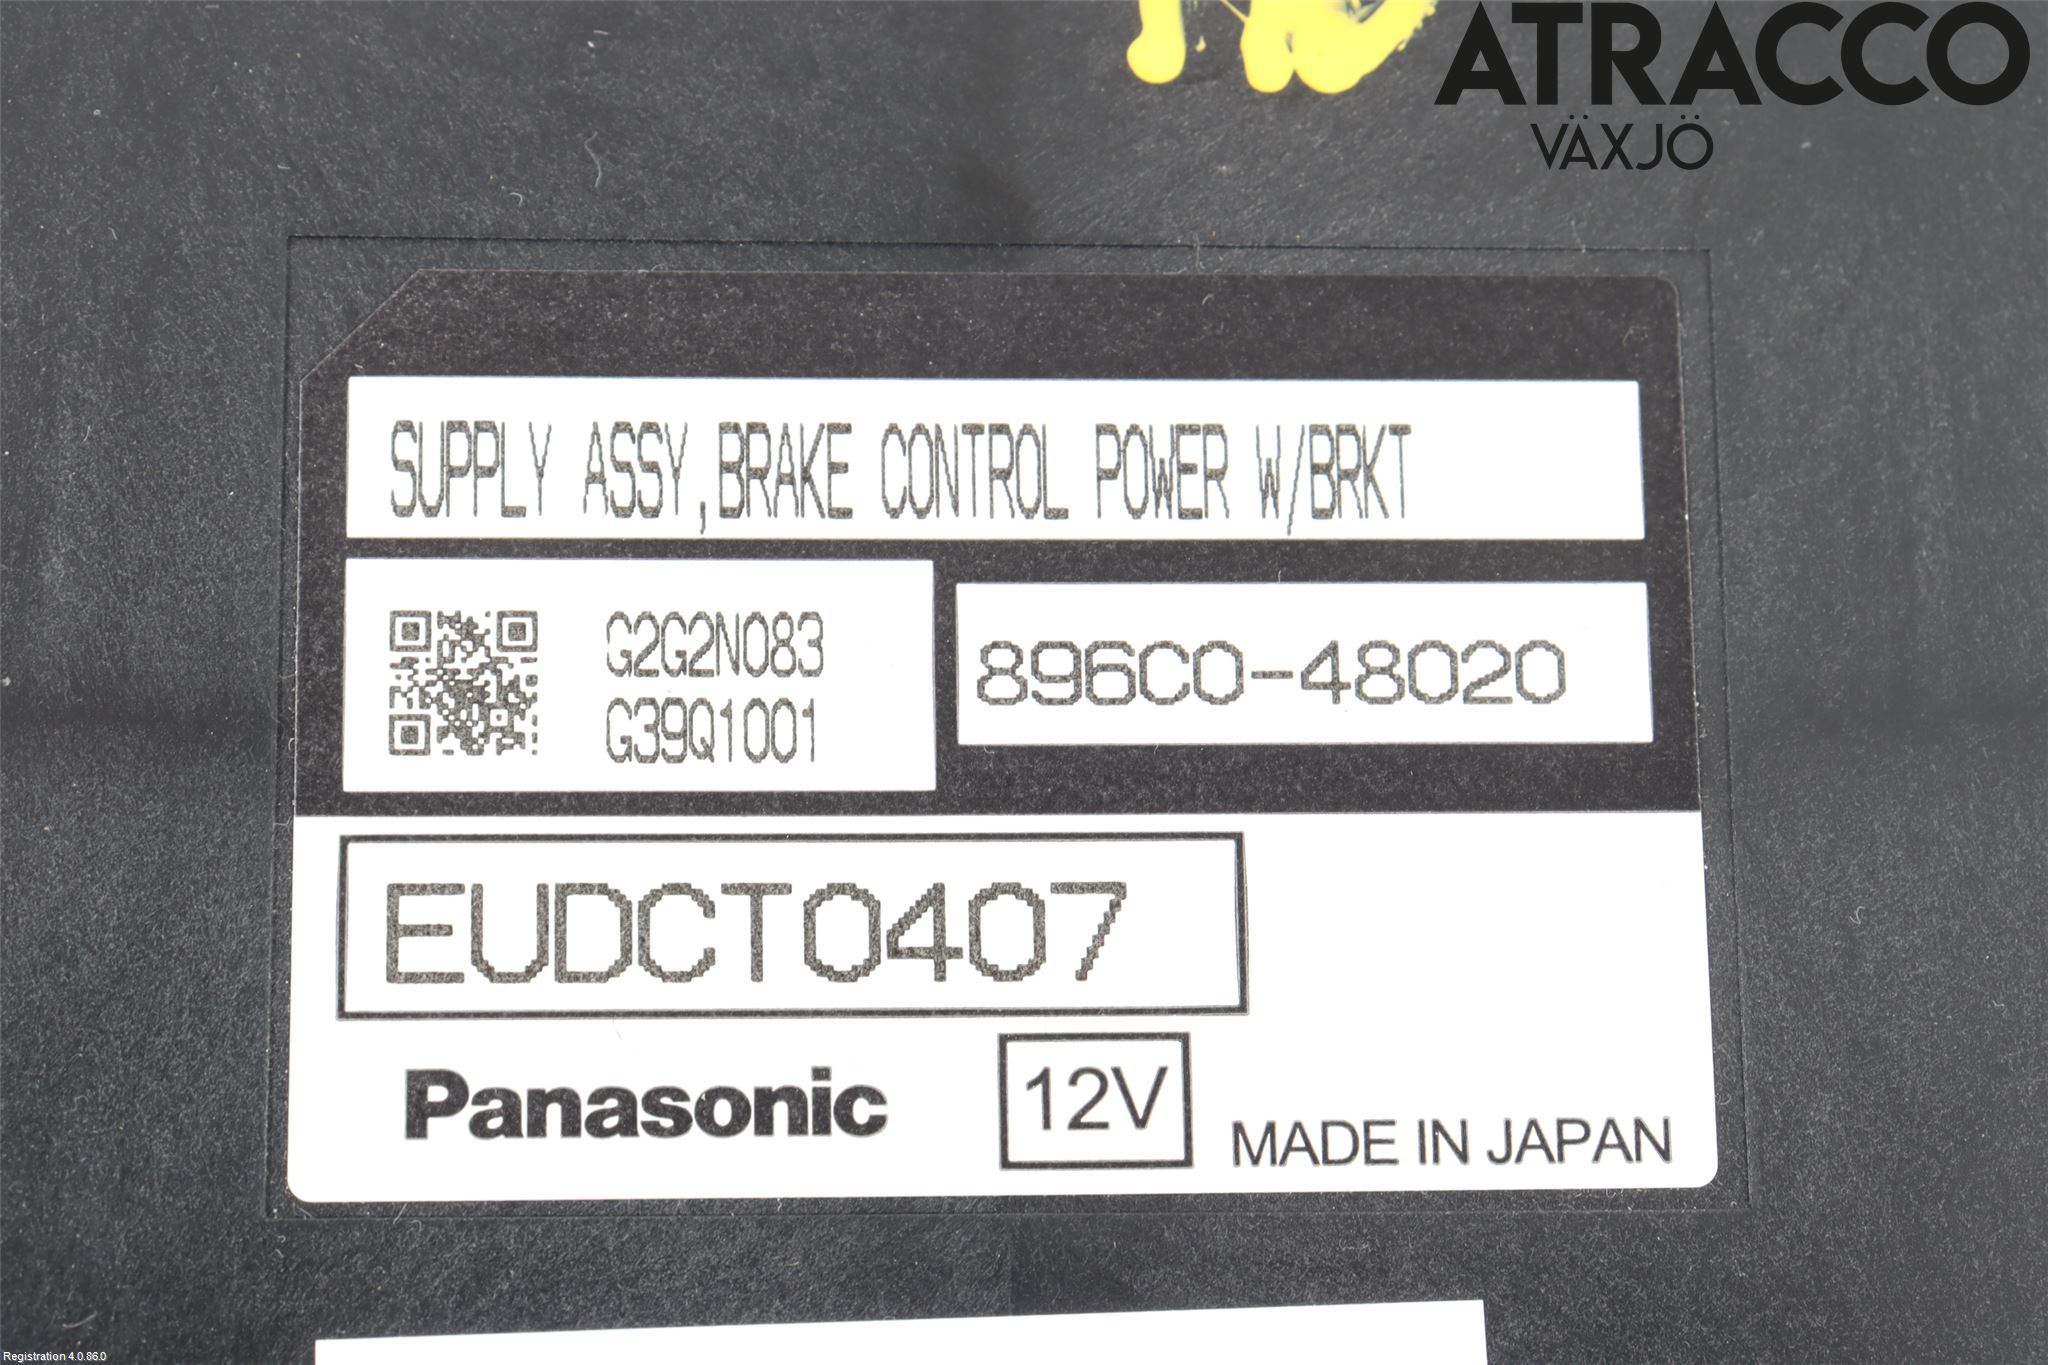 ATRACCO
VÄXJÖ
SUPPLY ASSY,BRAKE CONTROL POWER W/BRKT
G2G2N083
G39Q1001
896C0-48020
EUDCT0407
Panasonic
12V
MADE IN JAPAN
Registration 4.0.86.0